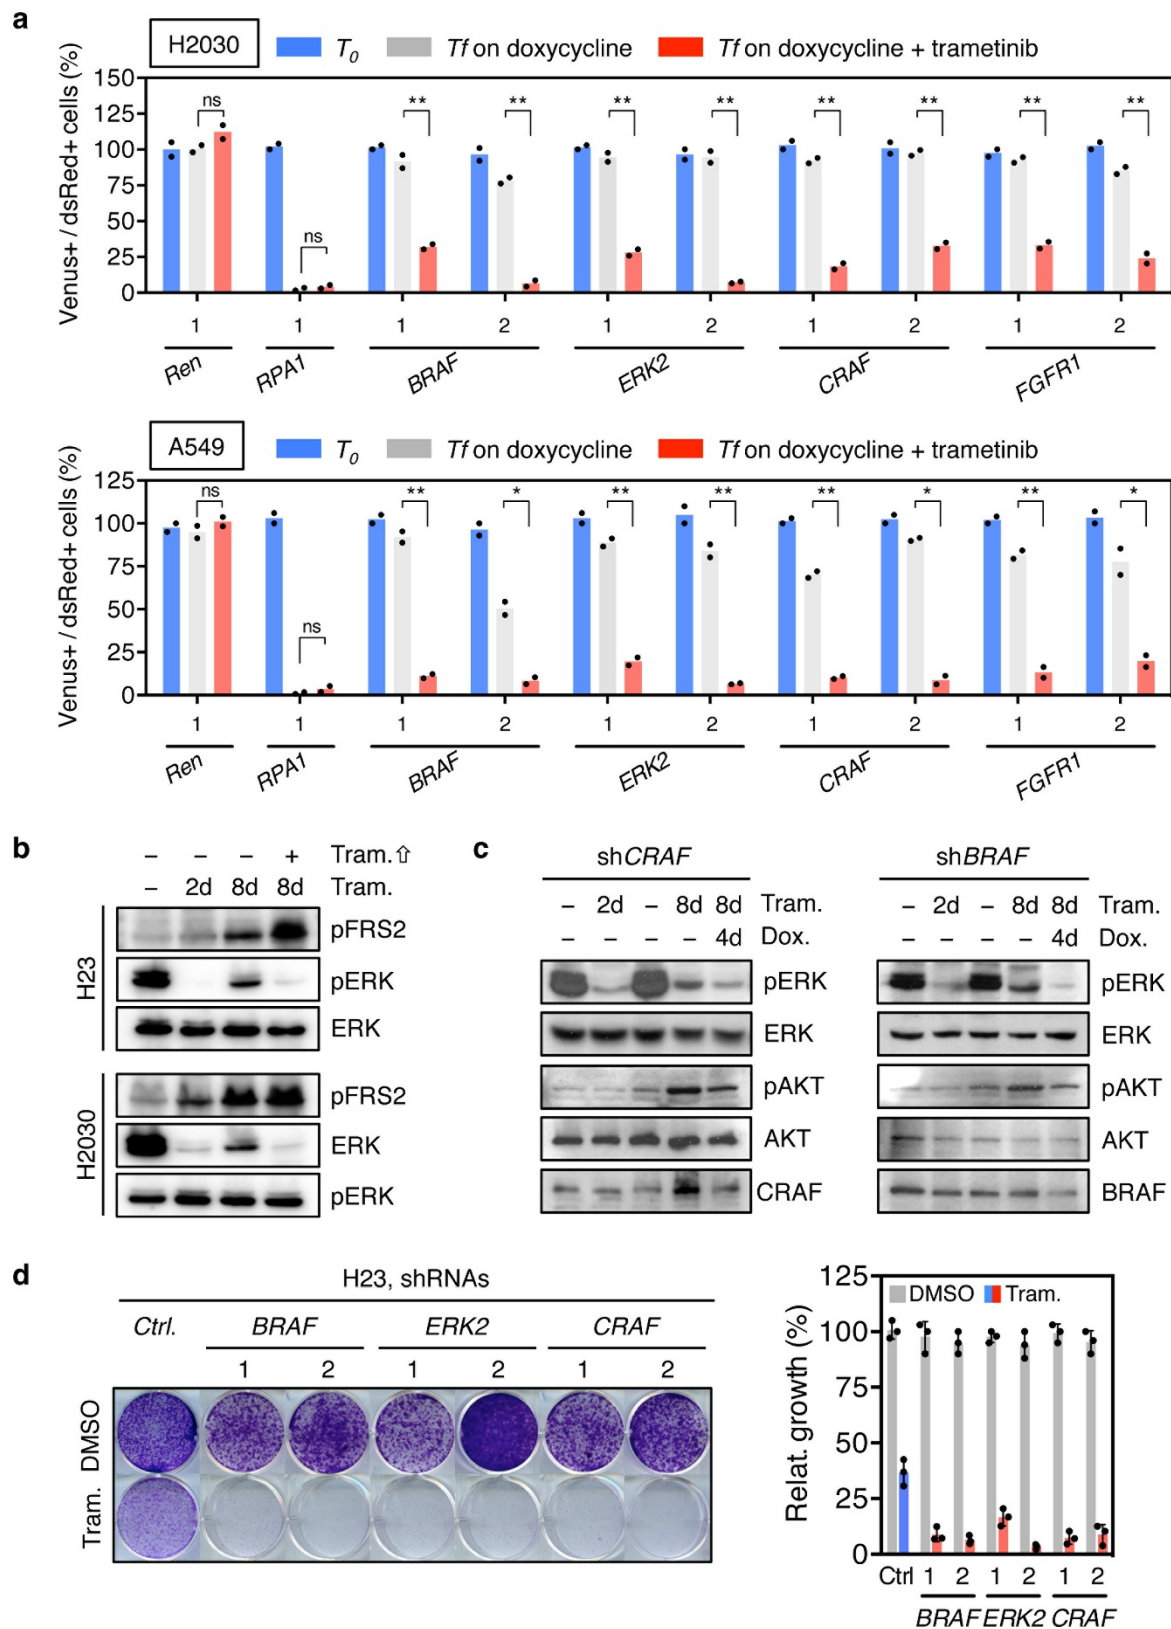 a
H2030
T0
Tf on doxycycline
Tf on doxycycline + trametinib
Venus+ / dsRed+ cells (%)
150
125
100
75
50
25
0
ns
ns
**
**
**
**
**
**
**
**
1 1 1 2 1 2 1 2 1 2
Ren RPA1 BRAF ERK2 CRAF FGFR1
A549
T0
Tf on doxycycline
Tf on doxycycline + trametinib
Venus+ / dsRed+ cells (%)
125
100
75
50
25
0
ns
ns
**
*
**
**
**
*
**
*
1 1 1 2 1 2 1 2 1 2
Ren RPA1 BRAF ERK2 CRAF FGFR1
b
– – – + Tram.⇧
– 2d 8d 8d Tram.
H23
pFRS2
pERK
ERK
H2030
pFRS2
ERK
pERK
c
shCRAF
– 2d – 8d 8d Tram.
– – – – 4d Dox.
pERK
ERK
pAKT
AKT
CRAF
shBRAF
– 2d – 8d 8d Tram.
– – – – 4d Dox.
pERK
ERK
pAKT
AKT
BRAF
d
H23, shRNAs
Ctrl. BRAF ERK2 CRAF
1 2 1 2 1 2
DMSO
Tram.
Relat. growth (%)
125
100
75
50
25
0
DMSO Tram.
Ctrl 1 2 1 2 1 2
BRAF ERK2 CRAF